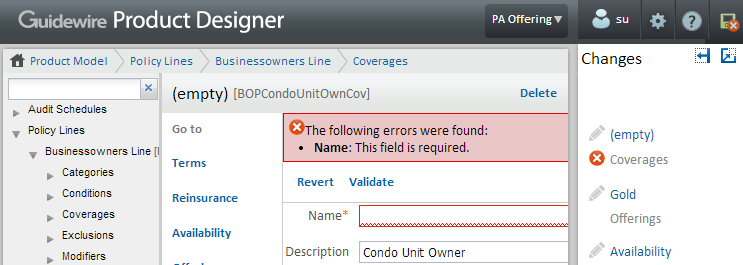 Guidewire Product Designer
PA Offering
su
Product Model
Policy Lines
Businessowners Line
Coverages
Audit Schedules
Policy Lines
Businessowners Line [
Categories
Conditions
Coverages
Exclusions
Modifiers
(empty) [BOPCondoUnitOwnCov]
Delete
Go to
Terms
Reinsurance
Availability
The following errors were found:
• Name: This field is required.
Revert Validate
Name*
Description Condo Unit Owner
Changes
(empty)
Coverages
Gold
Offerings
Availability